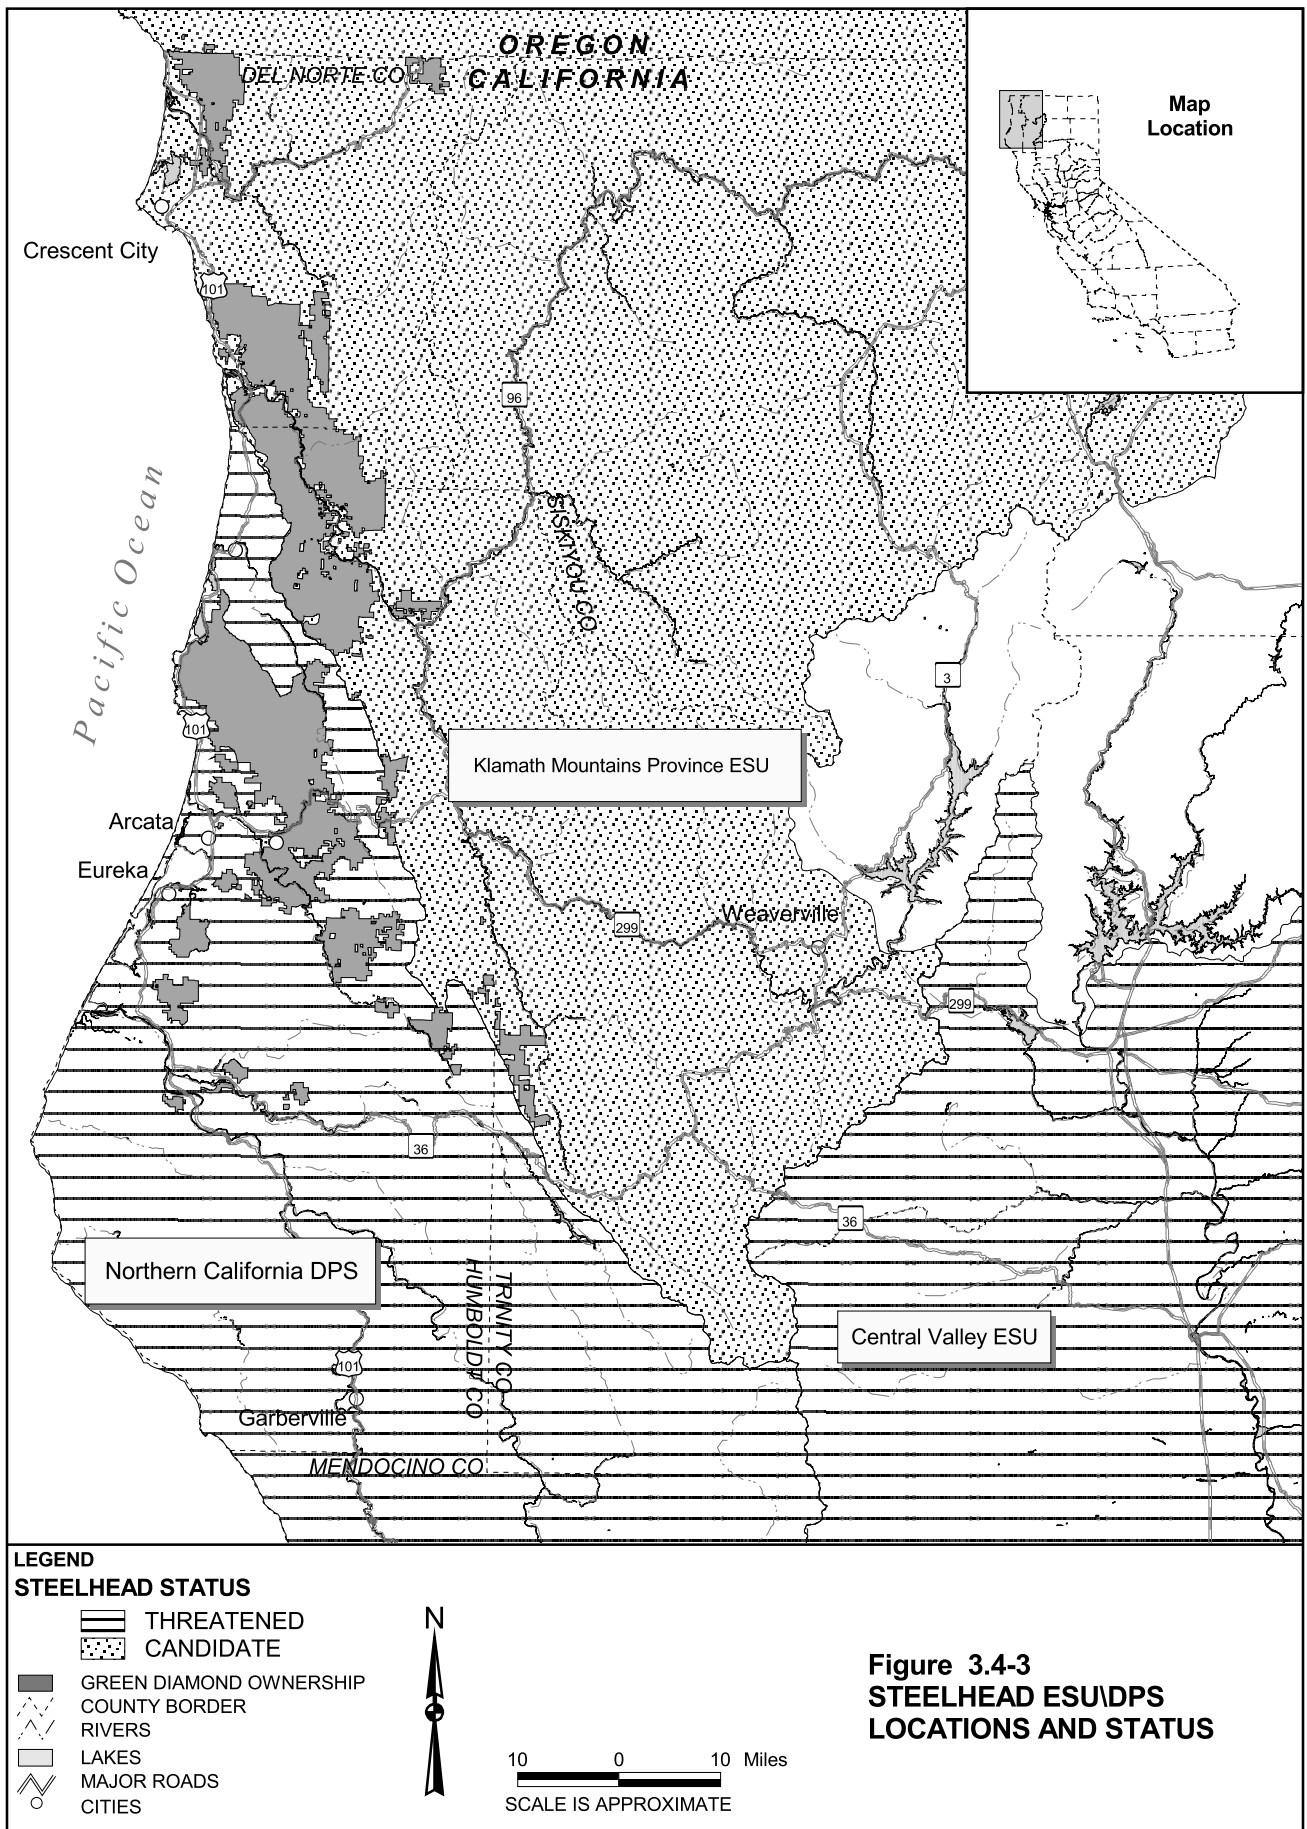 OREGON
CALIFORNIA
DEL NORTE CO
Map
Location
Crescent City
101
96
Pacific Ocean
SISKIYOU CO
3
101
Klamath Mountains Province ESU
Arcata
Eureka
299
Weaverville
299
36
36
Northern California DPS
HUMBOLDT CO
TRINITY CO
Central Valley ESU
101
Garberville
MENDOCINO CO
LEGEND
STEELHEAD STATUS
THREATENED
CANDIDATE
GREEN DIAMOND OWNERSHIP
COUNTY BORDER
RIVERS
LAKES
MAJOR ROADS
CITIES
N
10 0 10 Miles
SCALE IS APPROXIMATE
Figure 3.4-3
STEELHEAD ESU\DPS
LOCATIONS AND STATUS